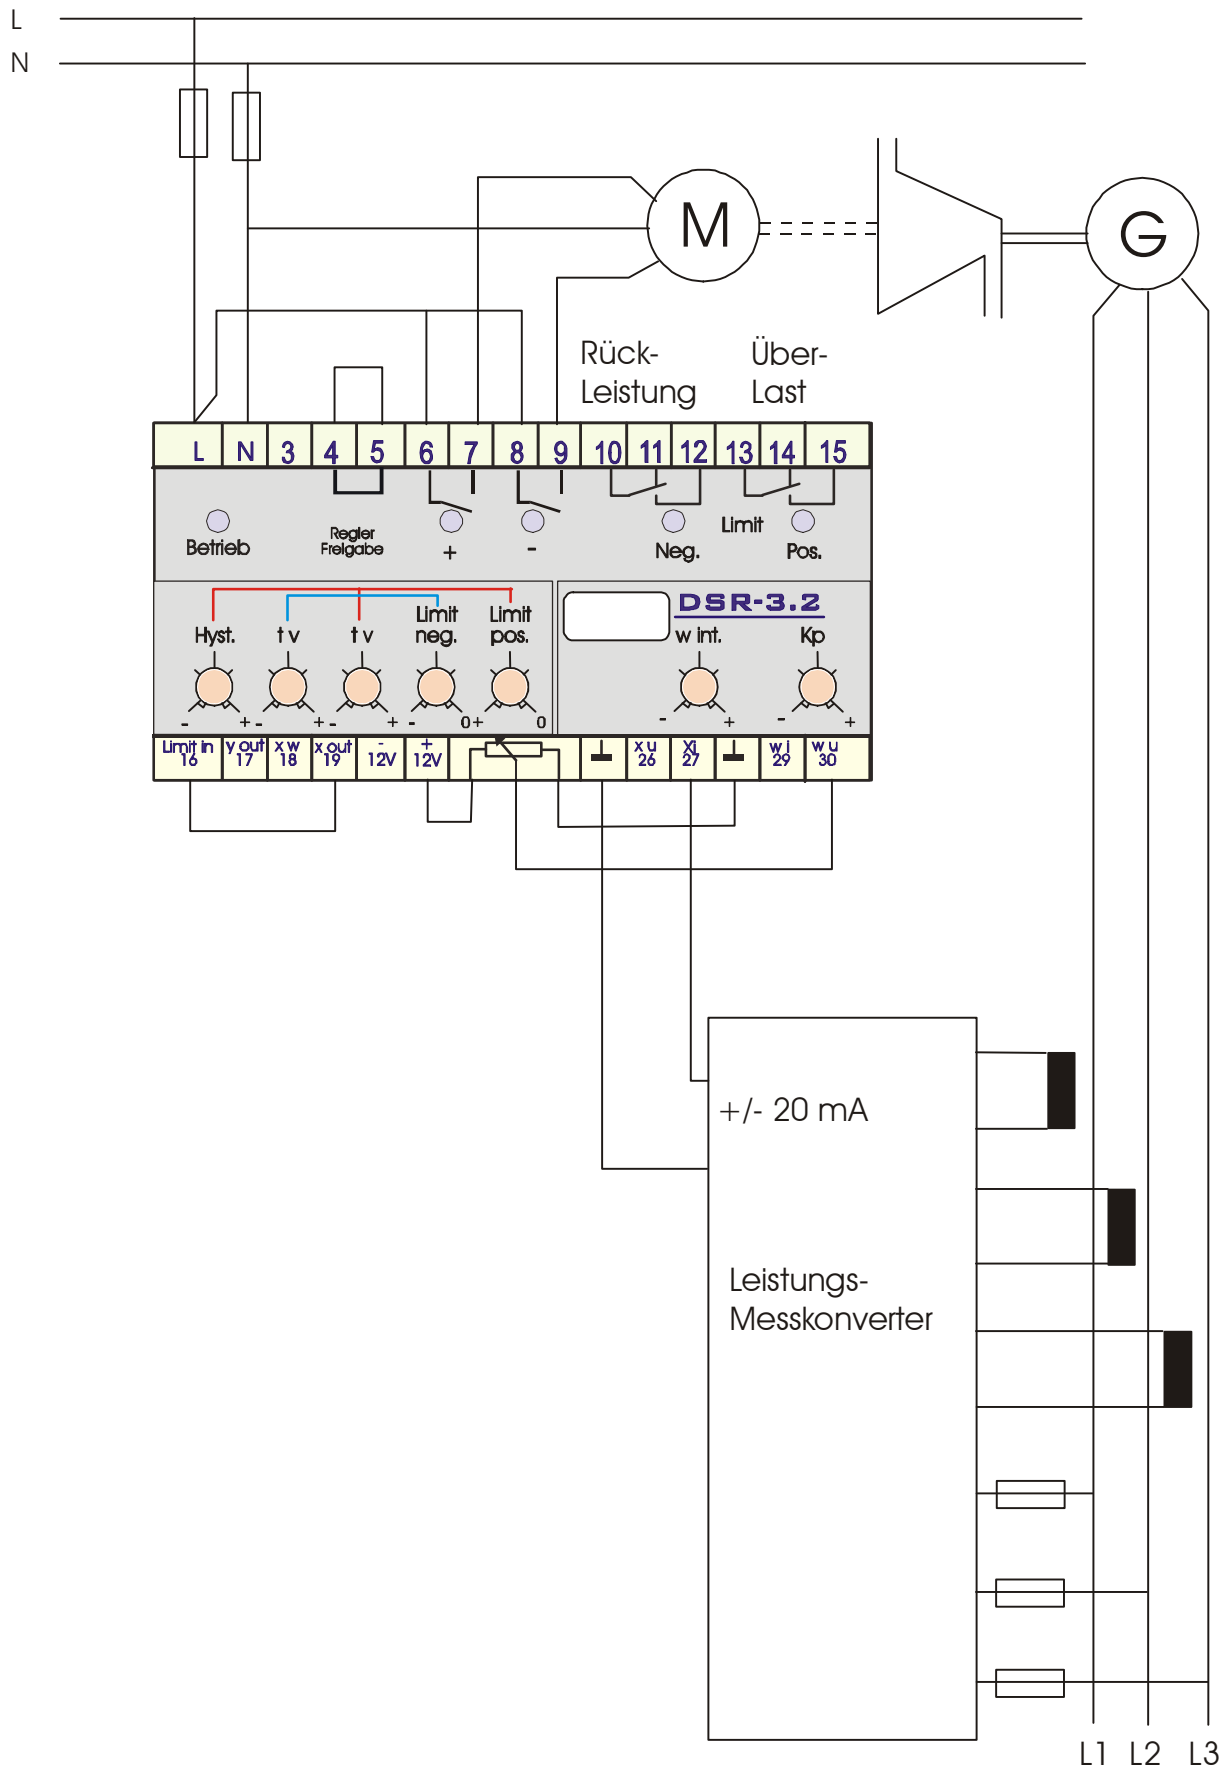 L
N
M
G
Rück-
Leistung
Über-
Last
L N 3 4 5 6 7 8 9 10 11 12 13 14 15
Betrieb
Regler
Freigabe
+
-
Neg.
Limit
Pos.
DSR-3.2
Hyst.
t v
t v
Limit
neg.
Limit
pos.
w int.
Kp
- + - + - + - 0 + 0 - + - +
Limit in
16
y out
17
x w
18
x out
19
-
12V
+
12V
x u
26
Xi
27
w i
29
w u
30
+/- 20 mA
Leistungs-
Messkonverter
L1 L2 L3